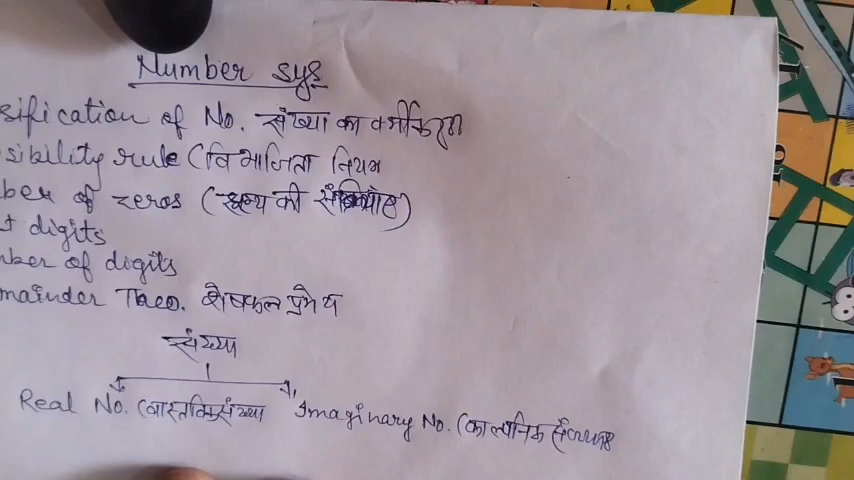 Number sys
sification of No. संख्या का वर्गीकरण
sibility rule (विभाजिता नियम
ber of zeros (शून्य की
t digits
mber of digits
mainder Theo. शेषफल प्रमेय
संख्या
Real No. (वास्तविक संख्या Imaginary No. (काल्पनिक संख्या